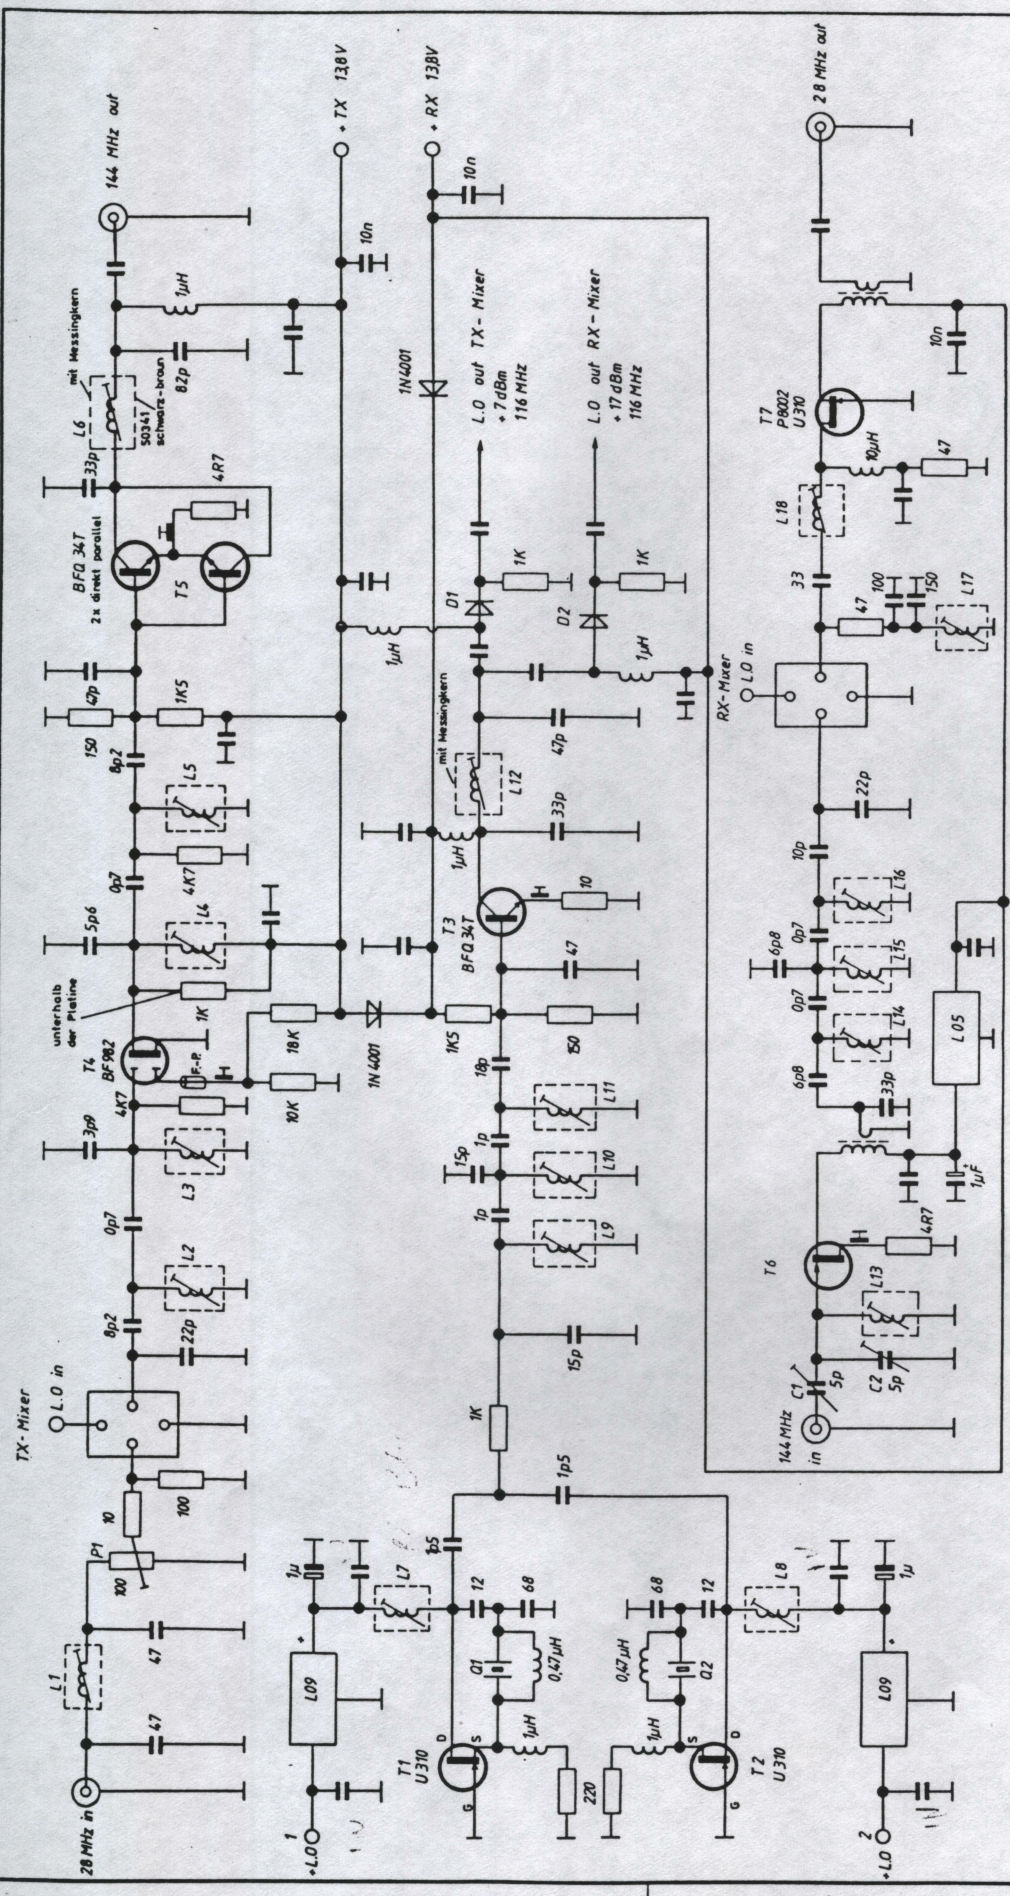 28 MHz in
47
L1
47
P1
100
10
100
TX-Mixer
L.O in
22p
8p2
L2
0p7
3p9
L3
4K7
T4
BF 982
F.-P.
unterhalb
der Platine
1K
18K
10K
5p6
L4
0p7
4K7
L5
8p2
150
47p
1K5
BFQ 34T
2x direkt parallel
T5
4R7
33p
L6
mit Messingkern
50341
schwarz-braun
82p
1µH
144 MHz out
10n
+ TX 13,8V
+ RX 13,8V
10n
1N4001
1N 4001
+L.O
1
L09
+
1µ
L7
1p5
12
68
Q1
0,47µH
T1
U310
D
S
G
1µH
220
1µH
T2
U310
D
S
G
Q2
0,47µH
68
12
L8
1p5
+L.O
2
L09
+
1µ
1K
15p
1p
L9
15p
L10
1p
L11
18p
1K5
150
47
T3
BFQ 34T
10
1µH
33p
L12
mit Messingkern
47p
1µH
D1
1K
D2
1K
1µH
L.O out TX-Mixer
+7 dBm
116 MHz
L.O out RX-Mixer
+17 dBm
116 MHz
144 MHz
in
C1
5p
C2
5p
L13
T6
4R7
1µF
+
33p
6p8
L14
0p7
6p8
L15
0p7
L16
10p
22p
L05
RX-Mixer
L.O in
47
100
150
L17
33
L18
10µH
47
T7
P8002
U310
10n
28 MHz out